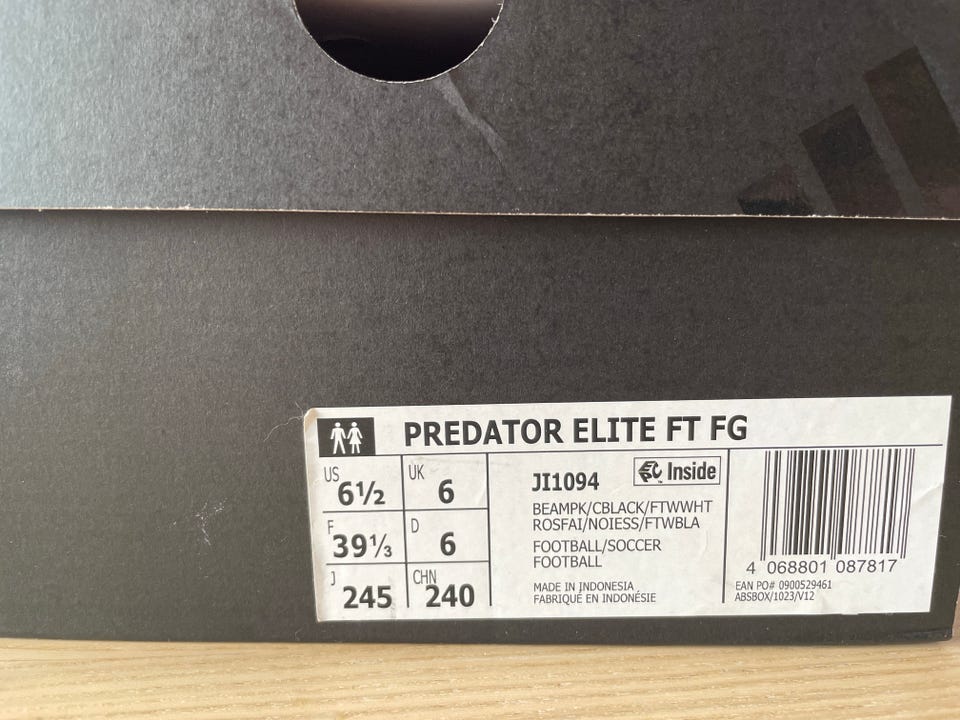 PREDATOR ELITE FT FG
US 6½ UK 6
F 39⅓ D 6
J 245 CHN 240
JI1094
Inside
BEAMPK/CBLACK/FTWWHT
ROSFAI/NOIESS/FTWBLA
FOOTBALL/SOCCER
FOOTBALL
MADE IN INDONESIA
FABRIQUÉ EN INDONÉSIE
4 068801 087817
EAN PO# 0900529461
ABSBOX/1023/V12